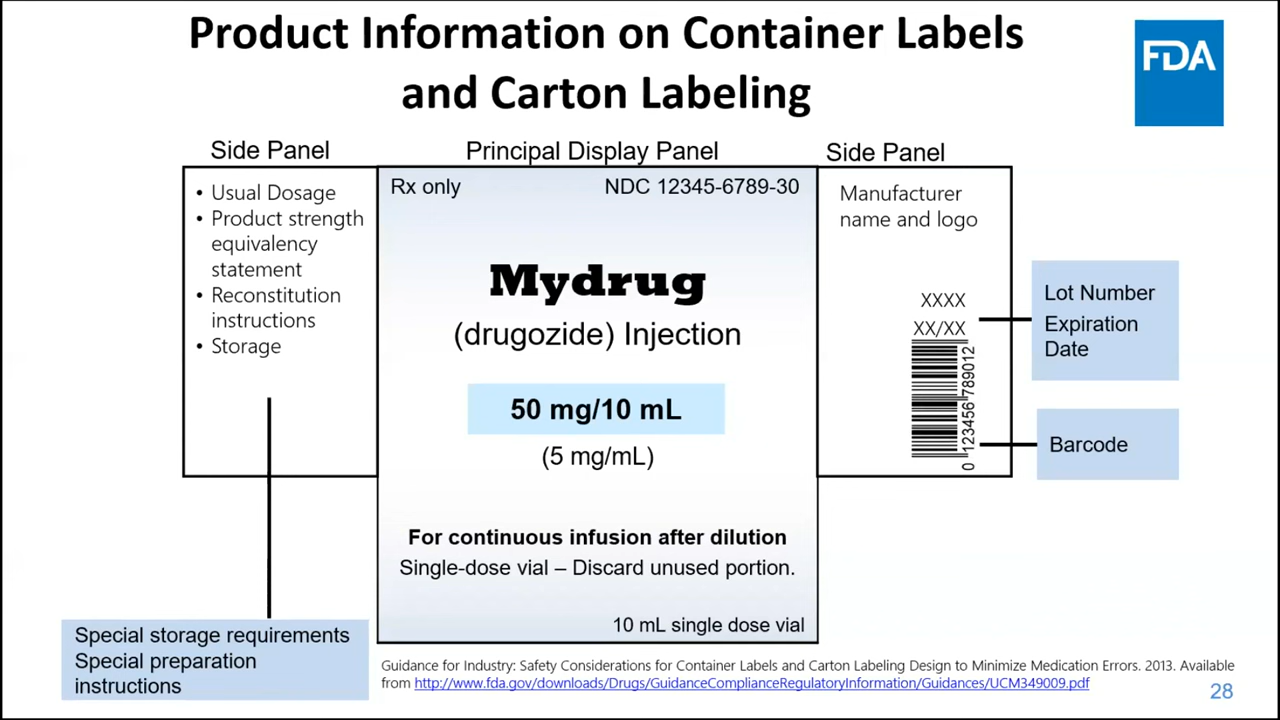 Product Information on Container Labels
and Carton Labeling
FDA
Side Panel
• Usual Dosage
• Product strength
equivalency
statement
• Reconstitution
instructions
• Storage
Special storage requirements
Special preparation
instructions
Principal Display Panel
Rx only
NDC 12345-6789-30
Mydrug
(drugozide) Injection
50 mg/10 mL
(5 mg/mL)
For continuous infusion after dilution
Single-dose vial – Discard unused portion.
10 mL single dose vial
Side Panel
Manufacturer
name and logo
XXXX
XX/XX
0 123456 789012
Lot Number
Expiration
Date
Barcode
Guidance for Industry: Safety Considerations for Container Labels and Carton Labeling Design to Minimize Medication Errors. 2013. Available
from http://www.fda.gov/downloads/Drugs/GuidanceComplianceRegulatoryInformation/Guidances/UCM349009.pdf
28